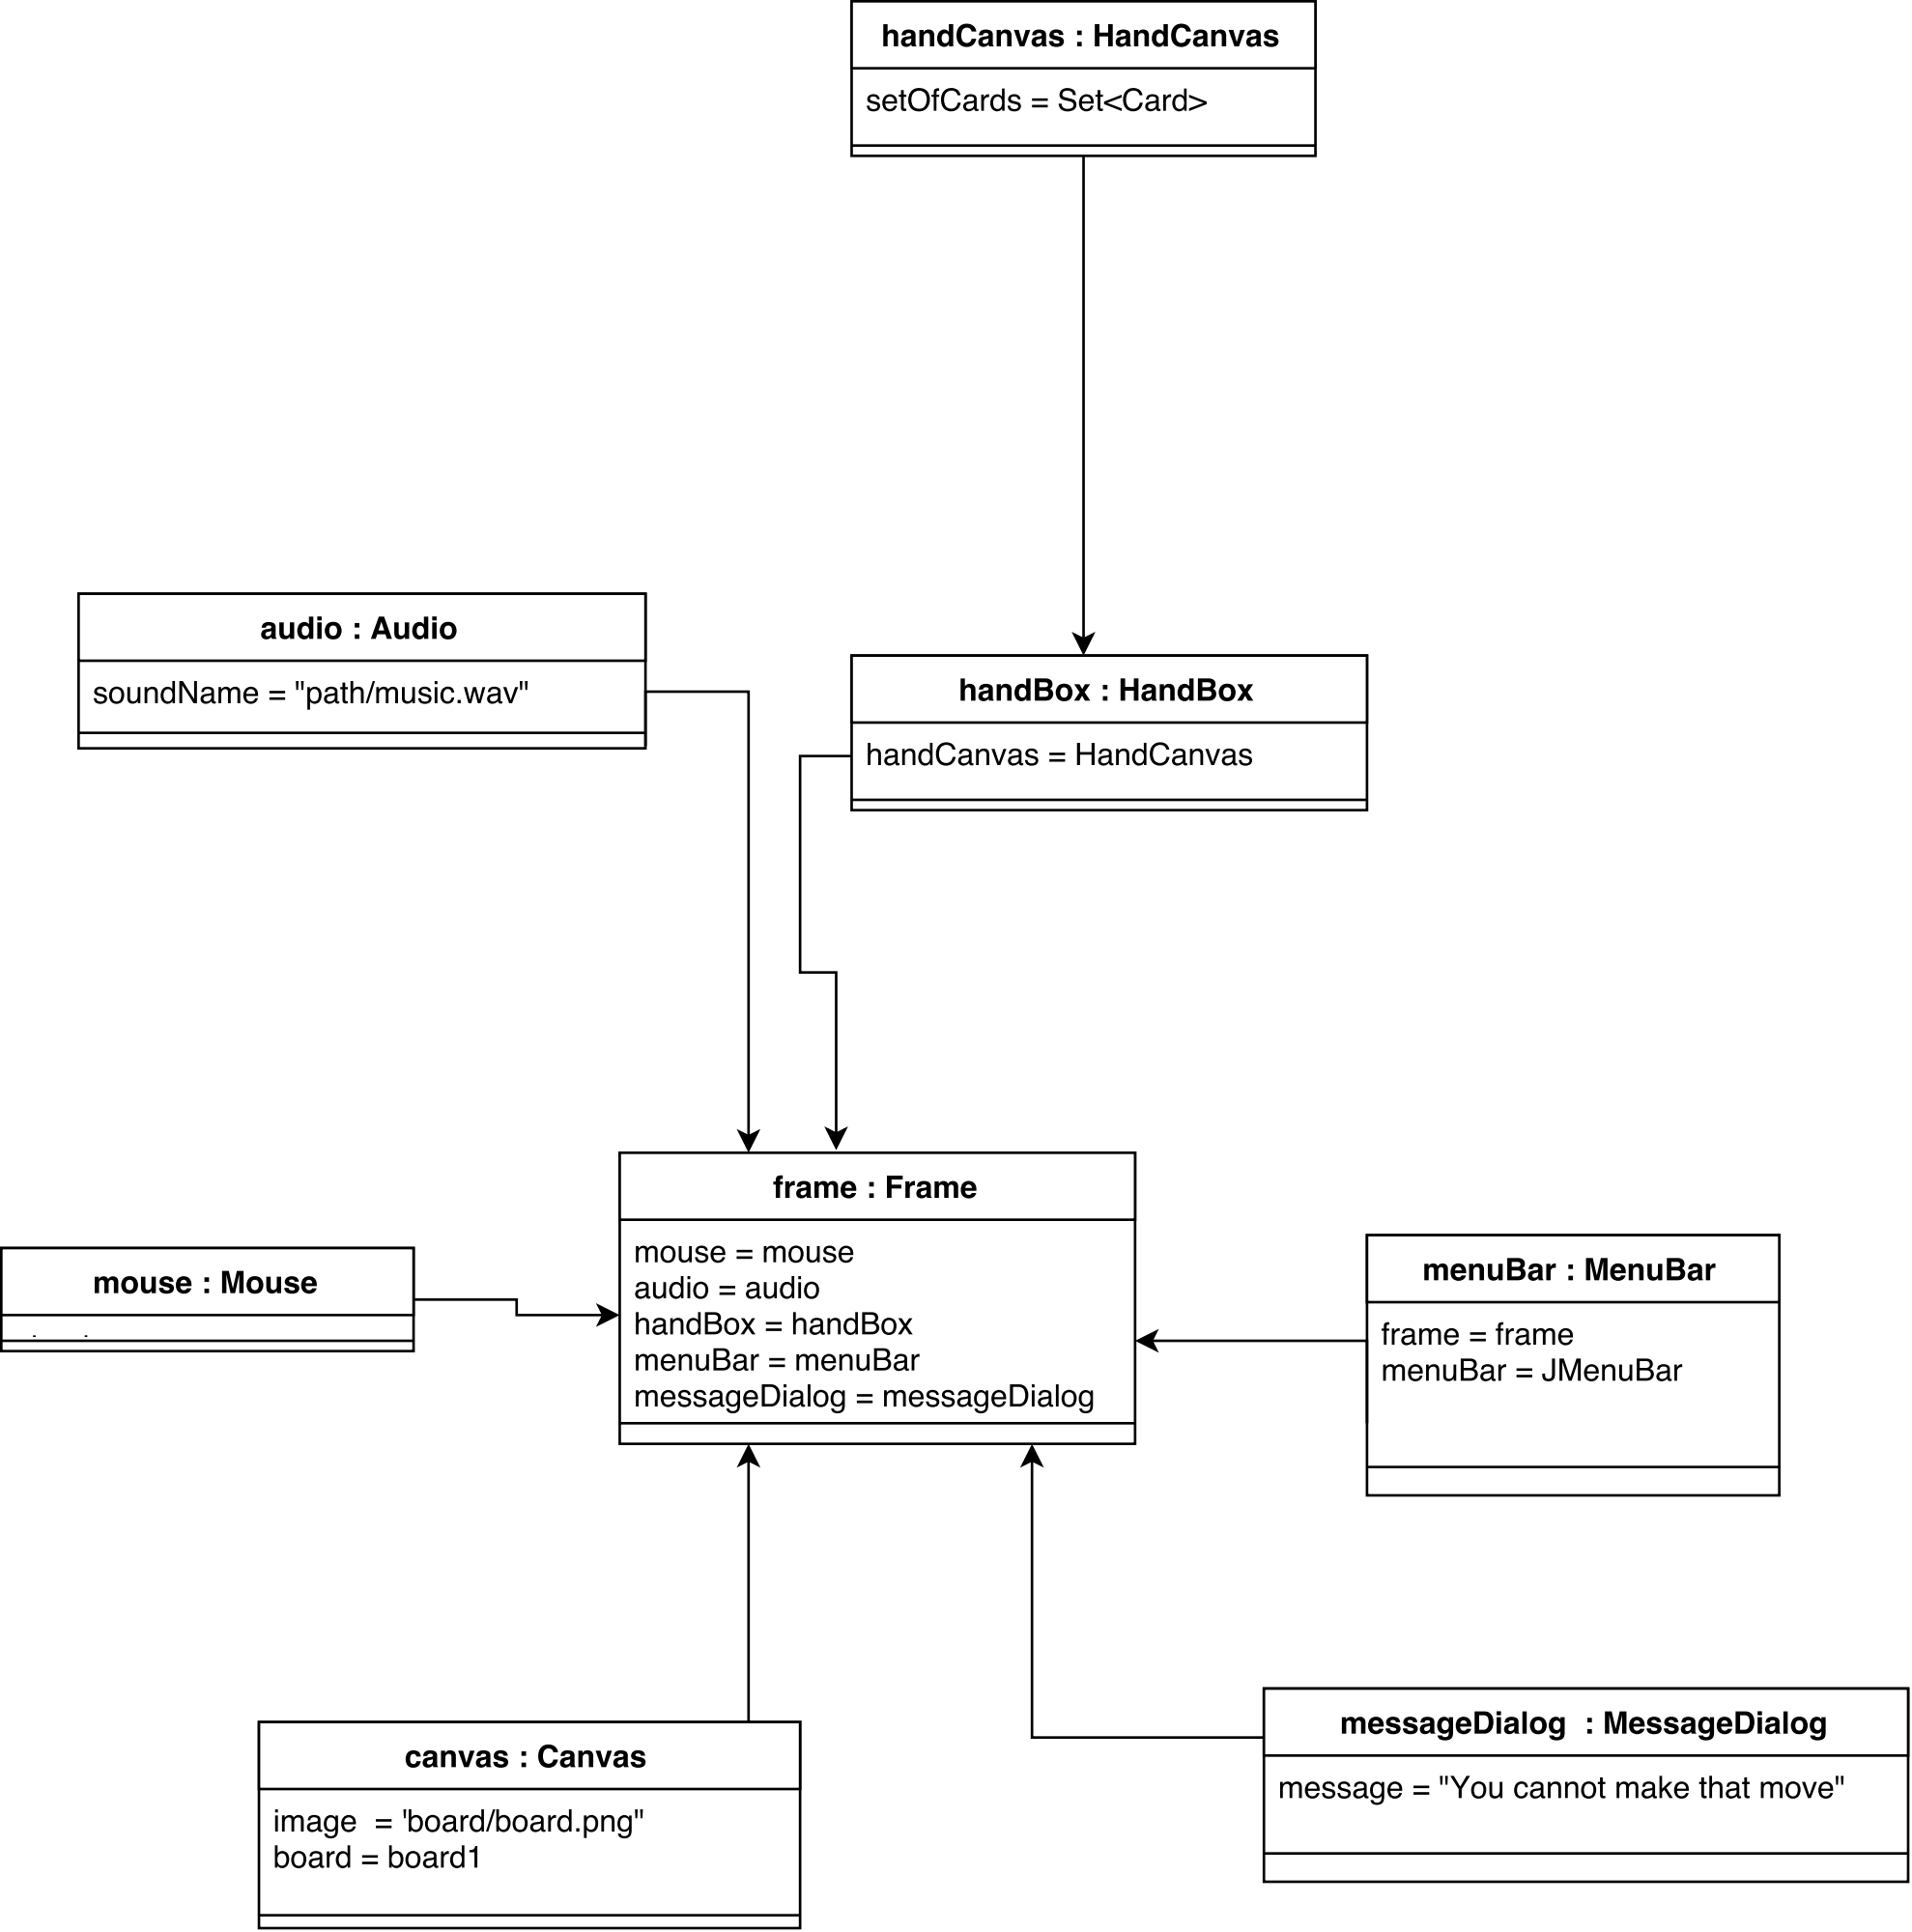 handCanvas : HandCanvas
setOfCards = Set<Card>
audio : Audio
soundName = "path/music.wav"
handBox : HandBox
handCanvas = HandCanvas
frame : Frame
mouse = mouse
audio = audio
handBox = handBox
menuBar = menuBar
messageDialog = messageDialog
mouse : Mouse
menuBar : MenuBar
frame = frame
menuBar = JMenuBar
canvas : Canvas
image  = 'board/board.png"
board = board1
messageDialog  : MessageDialog
message = "You cannot make that move"